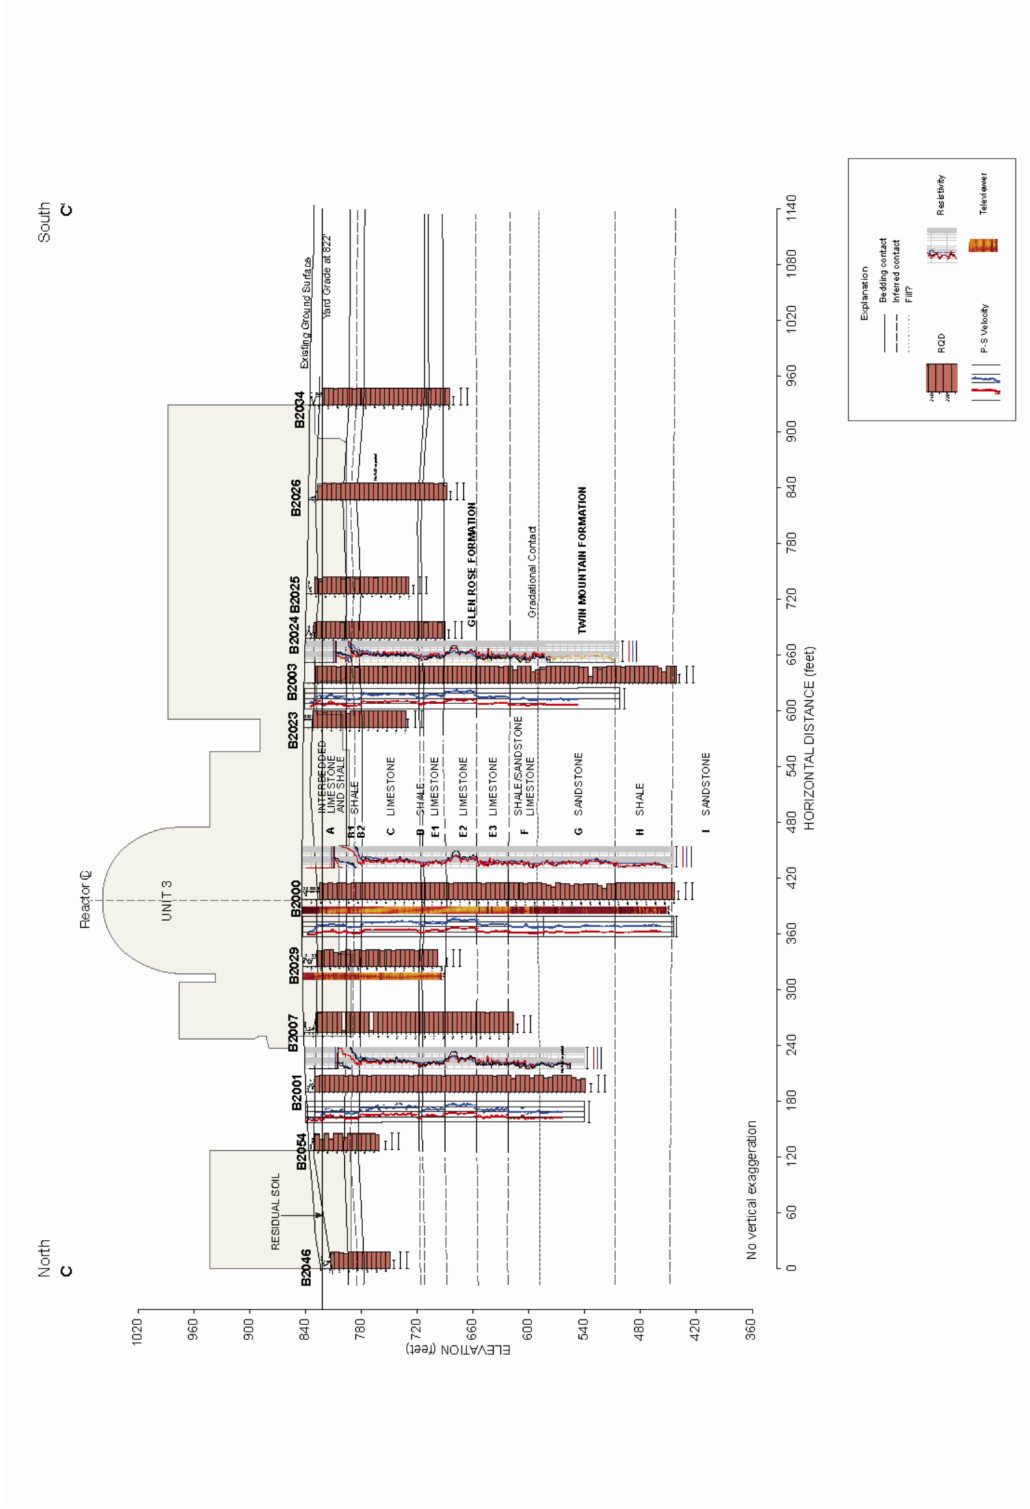 North
South
C
C'
Reactor ℄
UNIT 3
RESIDUAL SOIL
Existing Ground Surface
Yard Grade at 822'
B2046
B2054
B2001
B2007
B2029
B2000
B2023
B2003
B2024
B2025
B2026
B2034
INTERBEDDED
A LIMESTONE
AND SHALE
B1 SHALE
B2
C LIMESTONE
SHALE
E1 LIMESTONE
E2 LIMESTONE
E3 LIMESTONE
SHALE/SANDSTONE
F LIMESTONE
G SANDSTONE
H SHALE
I SANDSTONE
GLEN ROSE FORMATION
Gradational Contact
TWIN MOUNTAIN FORMATION
ELEVATION (feet)
1020
960
900
840
780
720
660
600
540
480
420
360
No vertical exaggeration
0
60
120
180
240
300
360
420
480
540
600
660
720
780
840
900
960
1020
1080
1140
HORIZONTAL DISTANCE (feet)
Explanation
Bedding contact
Inferred contact
Fill?
RQD
Resistivity
P-S Velocity
Televiewer